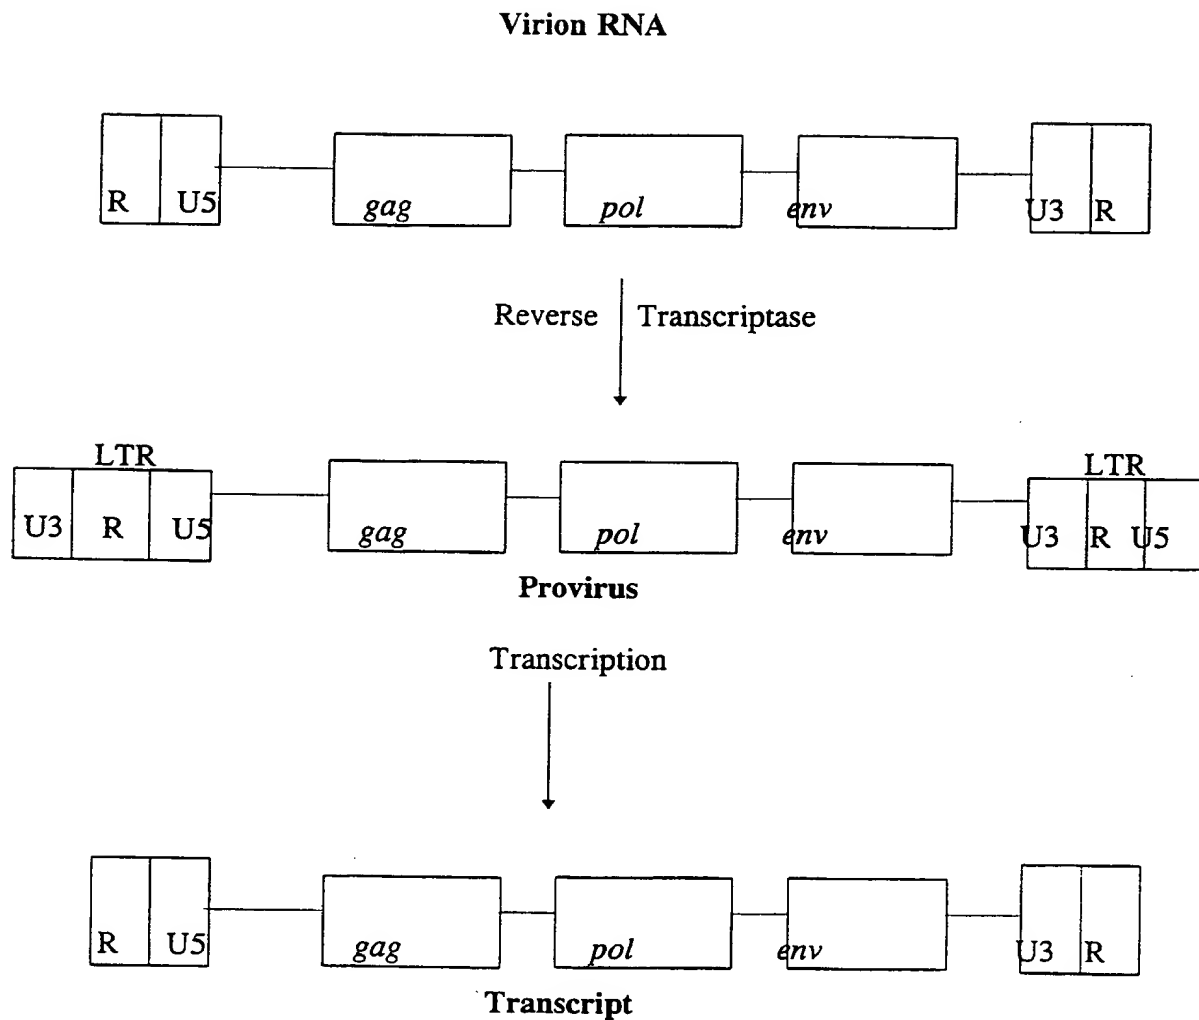 Virion RNA
R U5 gag pol env U3 R
Reverse Transcriptase
LTR LTR
U3 R U5 gag pol env U3 R U5
Provirus
Transcription
R U5 gag pol env U3 R
Transcript